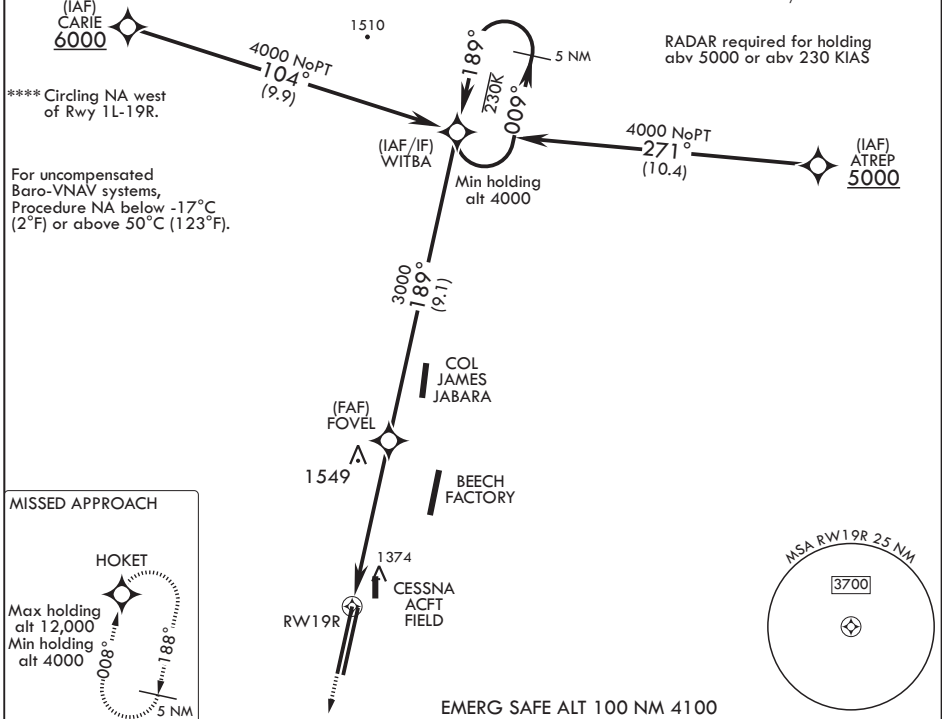 (IAF)
CARIE
6000
4000 NoPT
104°
(9.9)
1510
189°
230K
009°
5 NM
RADAR required for holding
abv 5000 or abv 230 KIAS
**** Circling NA west
of Rwy 1L-19R.
(IAF/IF)
WITBA
Min holding
alt 4000
4000 NoPT
271°
(10.4)
(IAF)
ATREP
5000
For uncompensated
Baro-VNAV systems,
Procedure NA below -17°C
(2°F) or above 50°C (123°F).
3000
189°
(9.1)
COL
JAMES
JABARA
(FAF)
FOVEL
1549
BEECH
FACTORY
1374
CESSNA
ACFT
FIELD
RW19R
MISSED APPROACH
HOKET
Max holding
alt 12,000
Min holding
alt 4000
008°
188°
5 NM
MSA RW19R 25 NM
3700
EMERG SAFE ALT 100 NM 4100